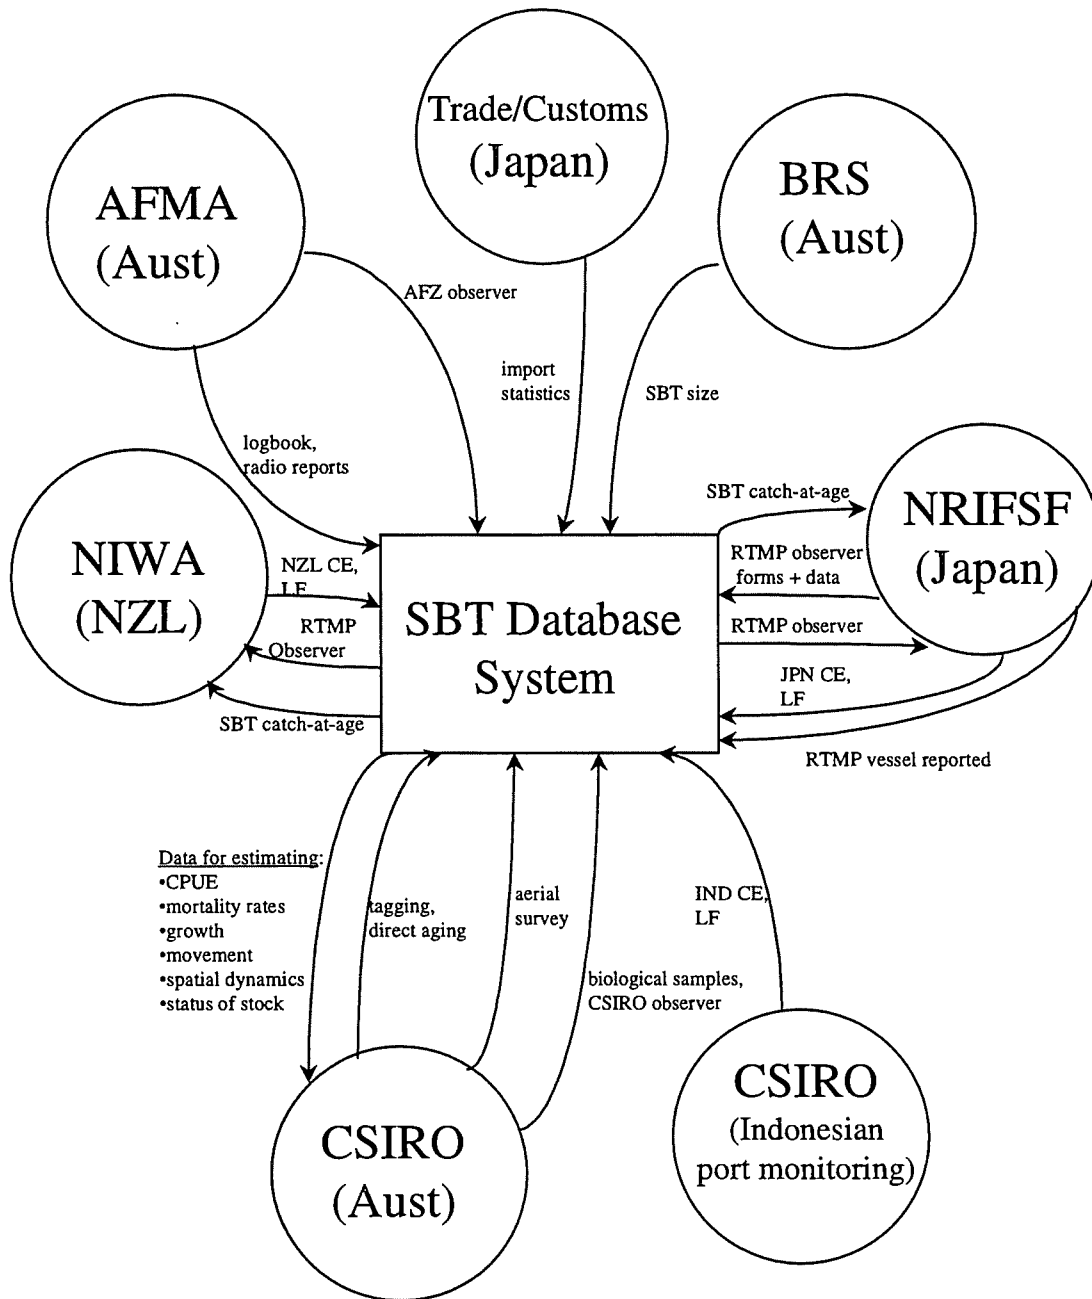 Trade/Customs
(Japan)
AFMA
(Aust)
BRS
(Aust)
AFZ observer
import
statistics
SBT size
logbook,
radio reports
SBT catch-at-age
NRIFSF
(Japan)
NIWA
(NZL)
NZL CE,
LF
RTMP observer
forms + data
SBT Database
System
RTMP
Observer
RTMP observer
JPN CE,
LF
SBT catch-at-age
RTMP vessel reported
Data for estimating:
•CPUE
•mortality rates
•growth
•movement
•spatial dynamics
•status of stock
tagging,
direct aging
aerial
survey
IND CE,
LF
biological samples,
CSIRO observer
CSIRO
(Aust)
CSIRO
(Indonesian
port monitoring)